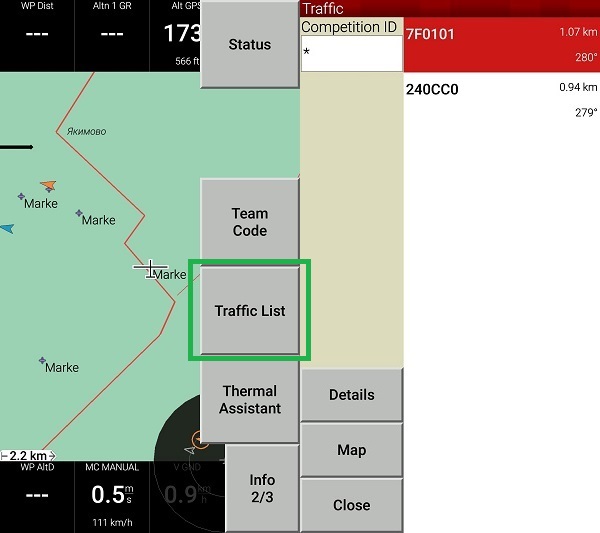 WP Dist
Altn 1 GR
Alt GPS
---
---
173
566 ft
Status
Якимово
Marke
Marke
Marke
Marke
Team
Code
Traffic List
Thermal
Assistant
Info
2/3
2.2 km
WP AltD
MC MANUAL
V GND
---
0.5 m/s
0.9 km/h
111 km/h
Traffic
Competition ID
*
Details
Map
Close
7F0101
1.07 km
280°
240CC0
0.94 km
279°